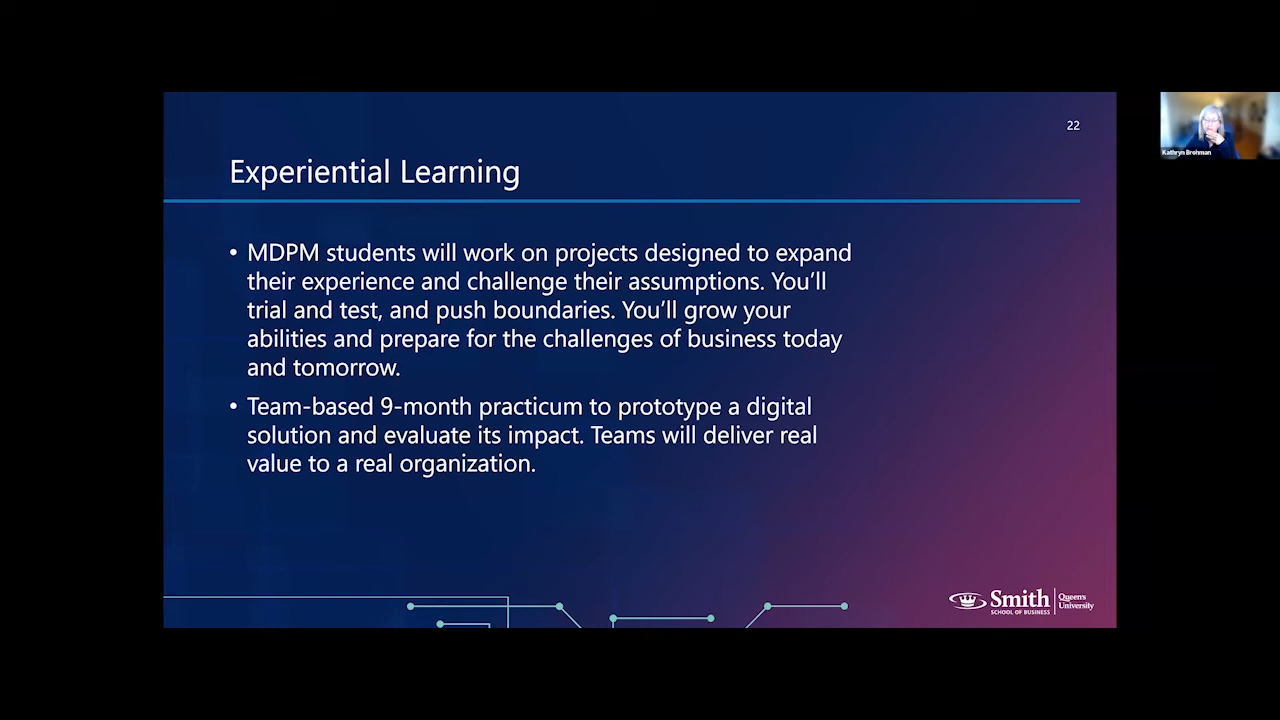 22
Kathryn Brohman
Experiential Learning
• MDPM students will work on projects designed to expand
their experience and challenge their assumptions. You’ll
trial and test, and push boundaries. You’ll grow your
abilities and prepare for the challenges of business today
and tomorrow.
• Team-based 9-month practicum to prototype a digital
solution and evaluate its impact. Teams will deliver real
value to a real organization.
Smith
SCHOOL OF BUSINESS
Queen's
University